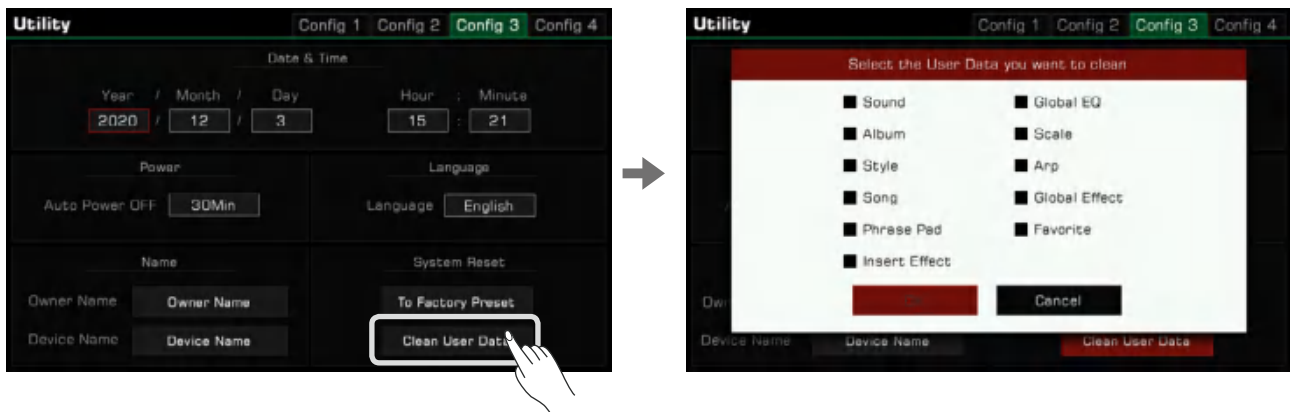 Utility Config 1 Config 2 Config 3 Config 4
Date & Time
Year / Month / Day Hour : Minute
2020 / 12 / 3 15 : 21
Power Language
Auto Power OFF 30Min Language English
Name System Reset
Owner Name Owner Name To Factory Preset
Device Name Device Name Clean User Data
Utility Config 1 Config 2 Config 3 Config 4
Select the User Data you want to clean
Sound Global EQ
Album Scale
Style Arp
Song Global Effect
Phrase Pad Favorite
Insert Effect
Cancel
Device Name Device Name Clean User Data